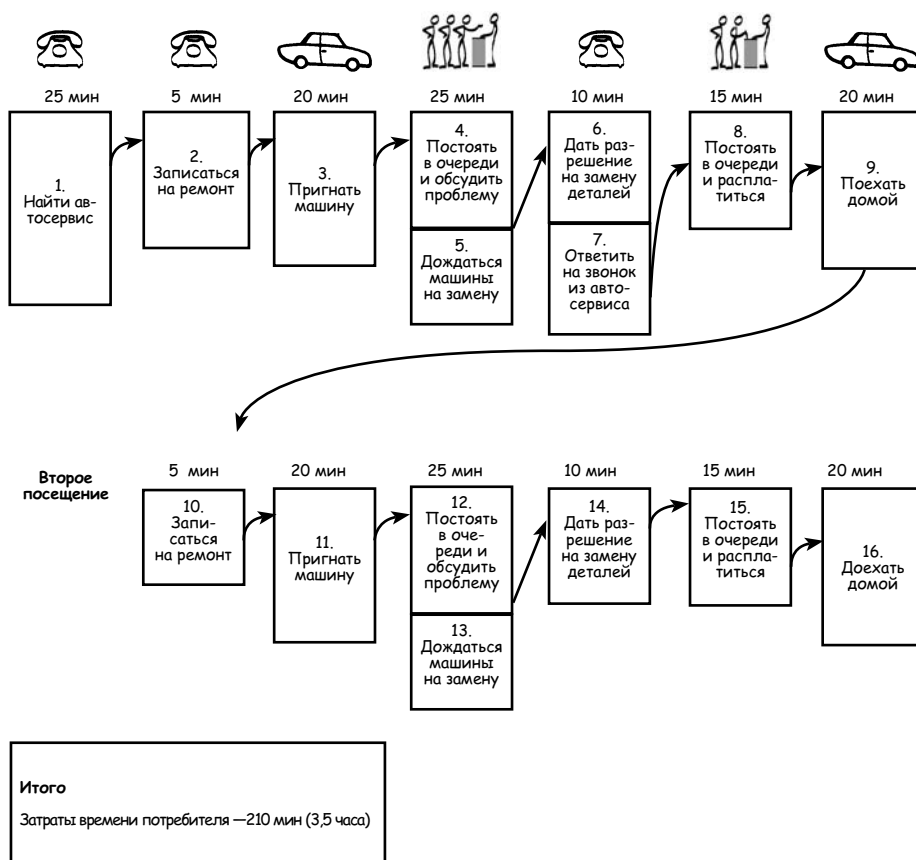 25 мин
5 мин
20 мин
25 мин
10 мин
15 мин
20 мин
1.
Найти ав-
тосервис
2.
Записаться
на ремонт
3.
Пригнать
машину
4.
Постоять
в очереди
и обсудить
проблему
5.
Дождаться
машины
на замену
6.
Дать раз-
решение
на замену
деталей
7.
Ответить
на звонок
из авто-
сервиса
8.
Постоять
в очереди
и распла-
титься
9.
Поехать
домой
Второе
посещение
5 мин
20 мин
25 мин
10 мин
15 мин
20 мин
10.
Запи-
саться
на ремонт
11.
Пригнать
машину
12.
Постоять
в оче-
реди и
обсудить
проблему
13.
Дождаться
машины
на замену
14.
Дать раз-
решение
на замену
деталей
15.
Постоять
в очереди
и распла-
титься
16.
Доехать
домой
Итого
Затраты времени потребителя —210 мин (3,5 часа)